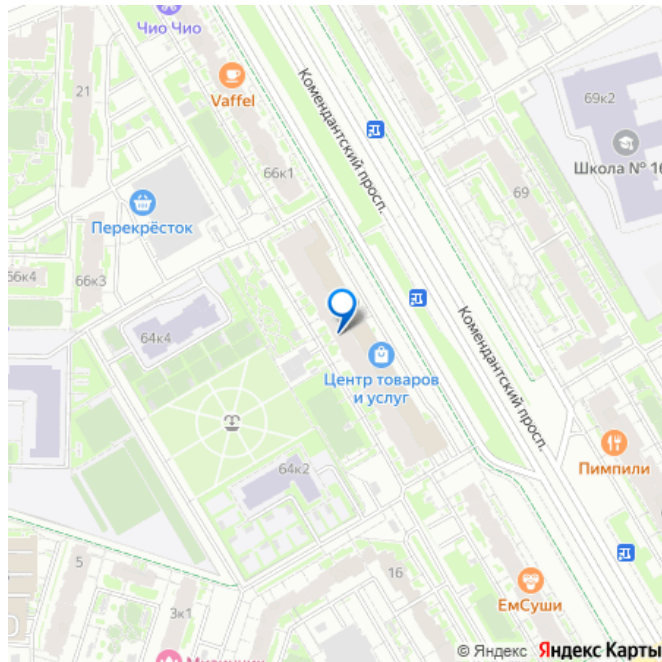 Чио Чио
21
Vaffel
Комендантский просп.
69к2
Школа № 16
66к1
69
Перекрёсток
66к4
66к3
64к4
Комендантский просп.
Центр товаров
и услуг
Пимпили
64к2
5
16
3к1
ЕмСуши
© Яндекс Яндекс Карты